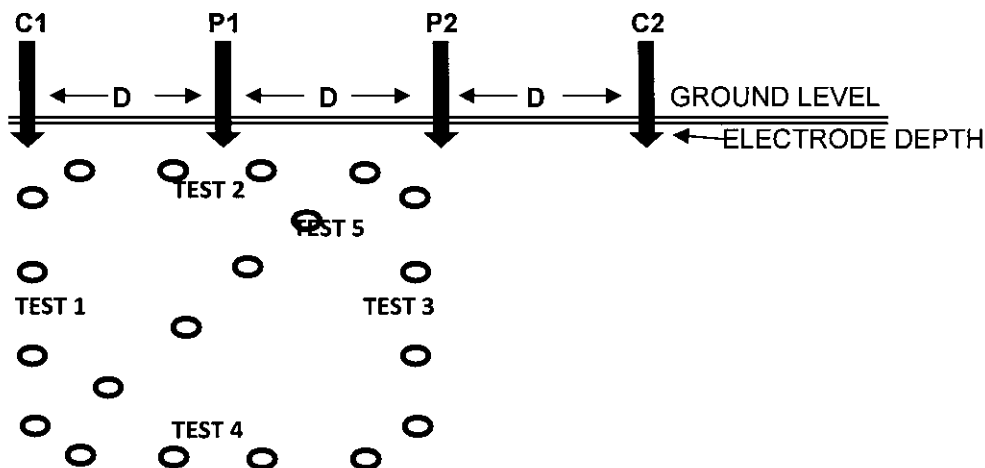 C1 P1 P2 C2
D D D
GROUND LEVEL
ELECTRODE DEPTH
TEST 2
TEST 5
TEST 1 TEST 3
TEST 4